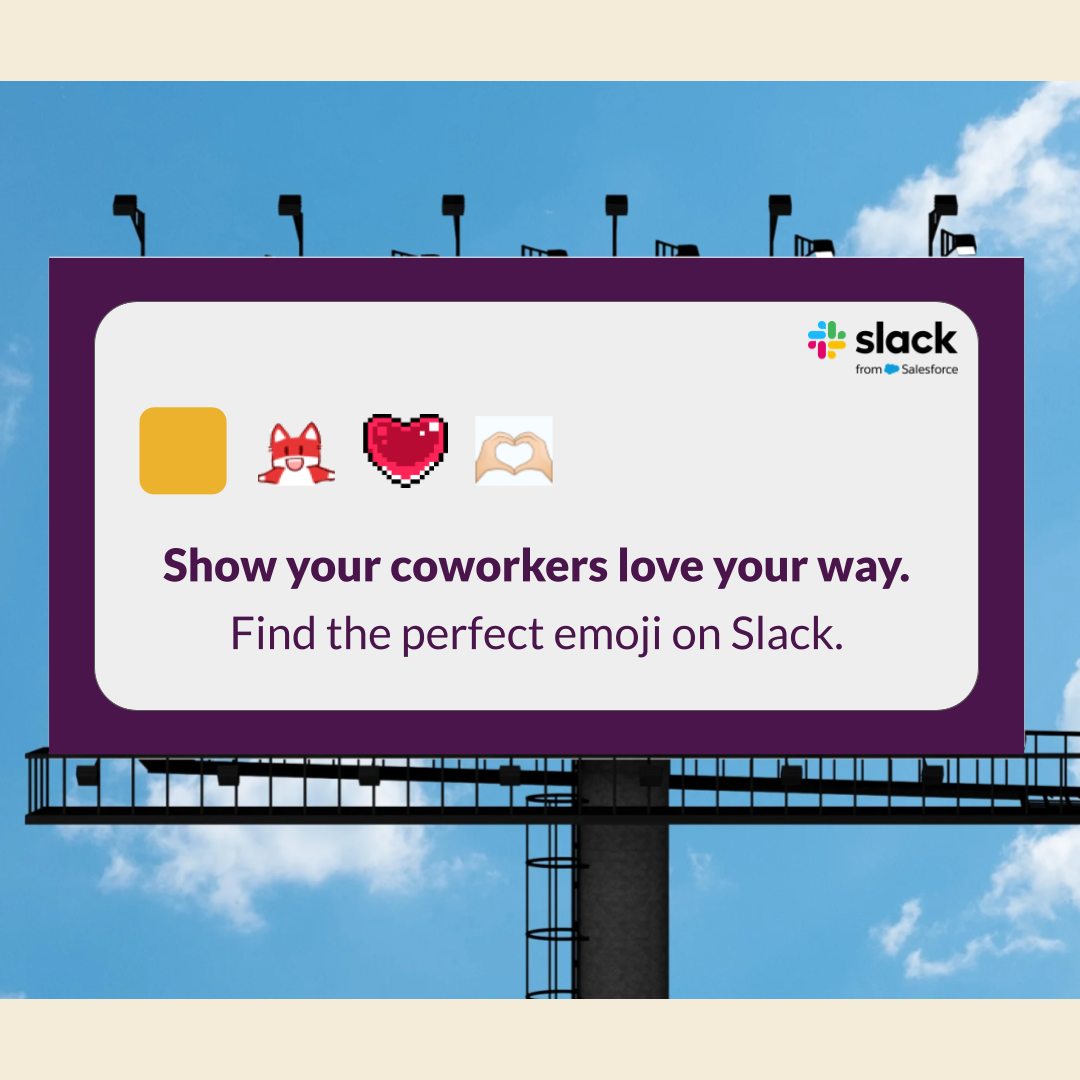 slack
from Salesforce
Show your coworkers love your way.
Find the perfect emoji on Slack.